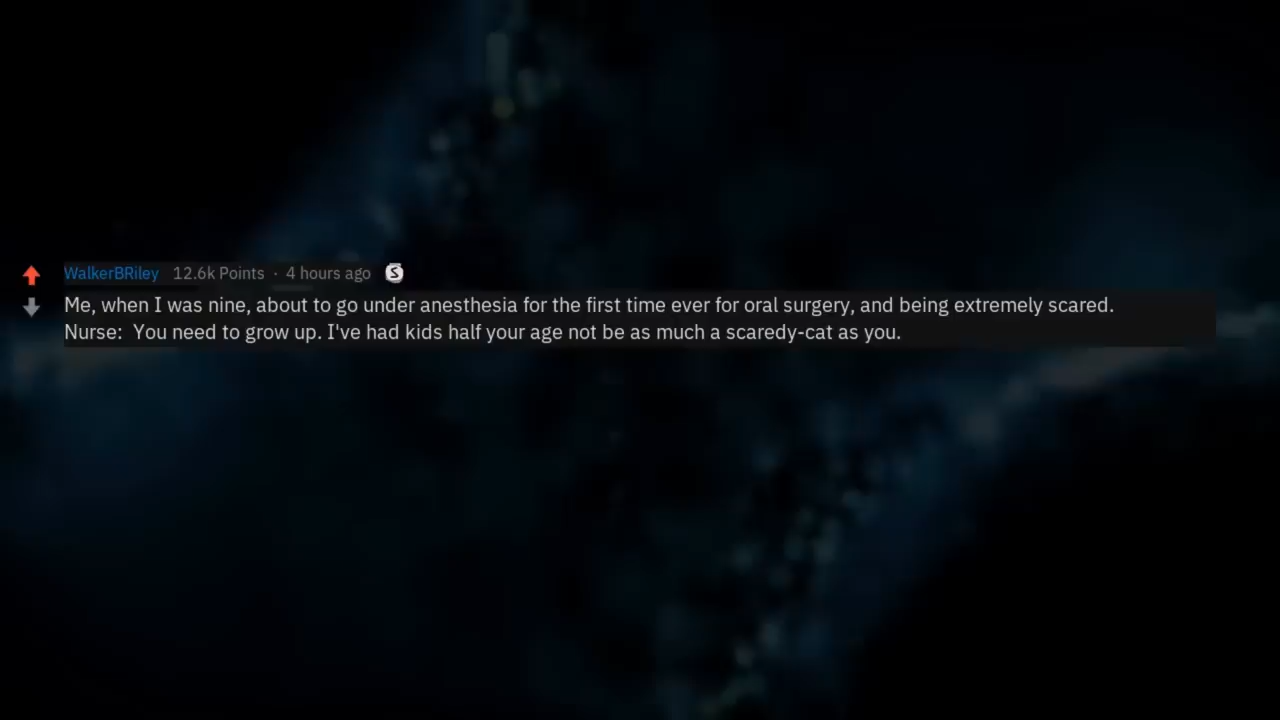 WalkerBRiley 12.6k Points · 4 hours ago S
Me, when I was nine, about to go under anesthesia for the first time ever for oral surgery, and being extremely scared.
Nurse:  You need to grow up. I've had kids half your age not be as much a scaredy-cat as you.